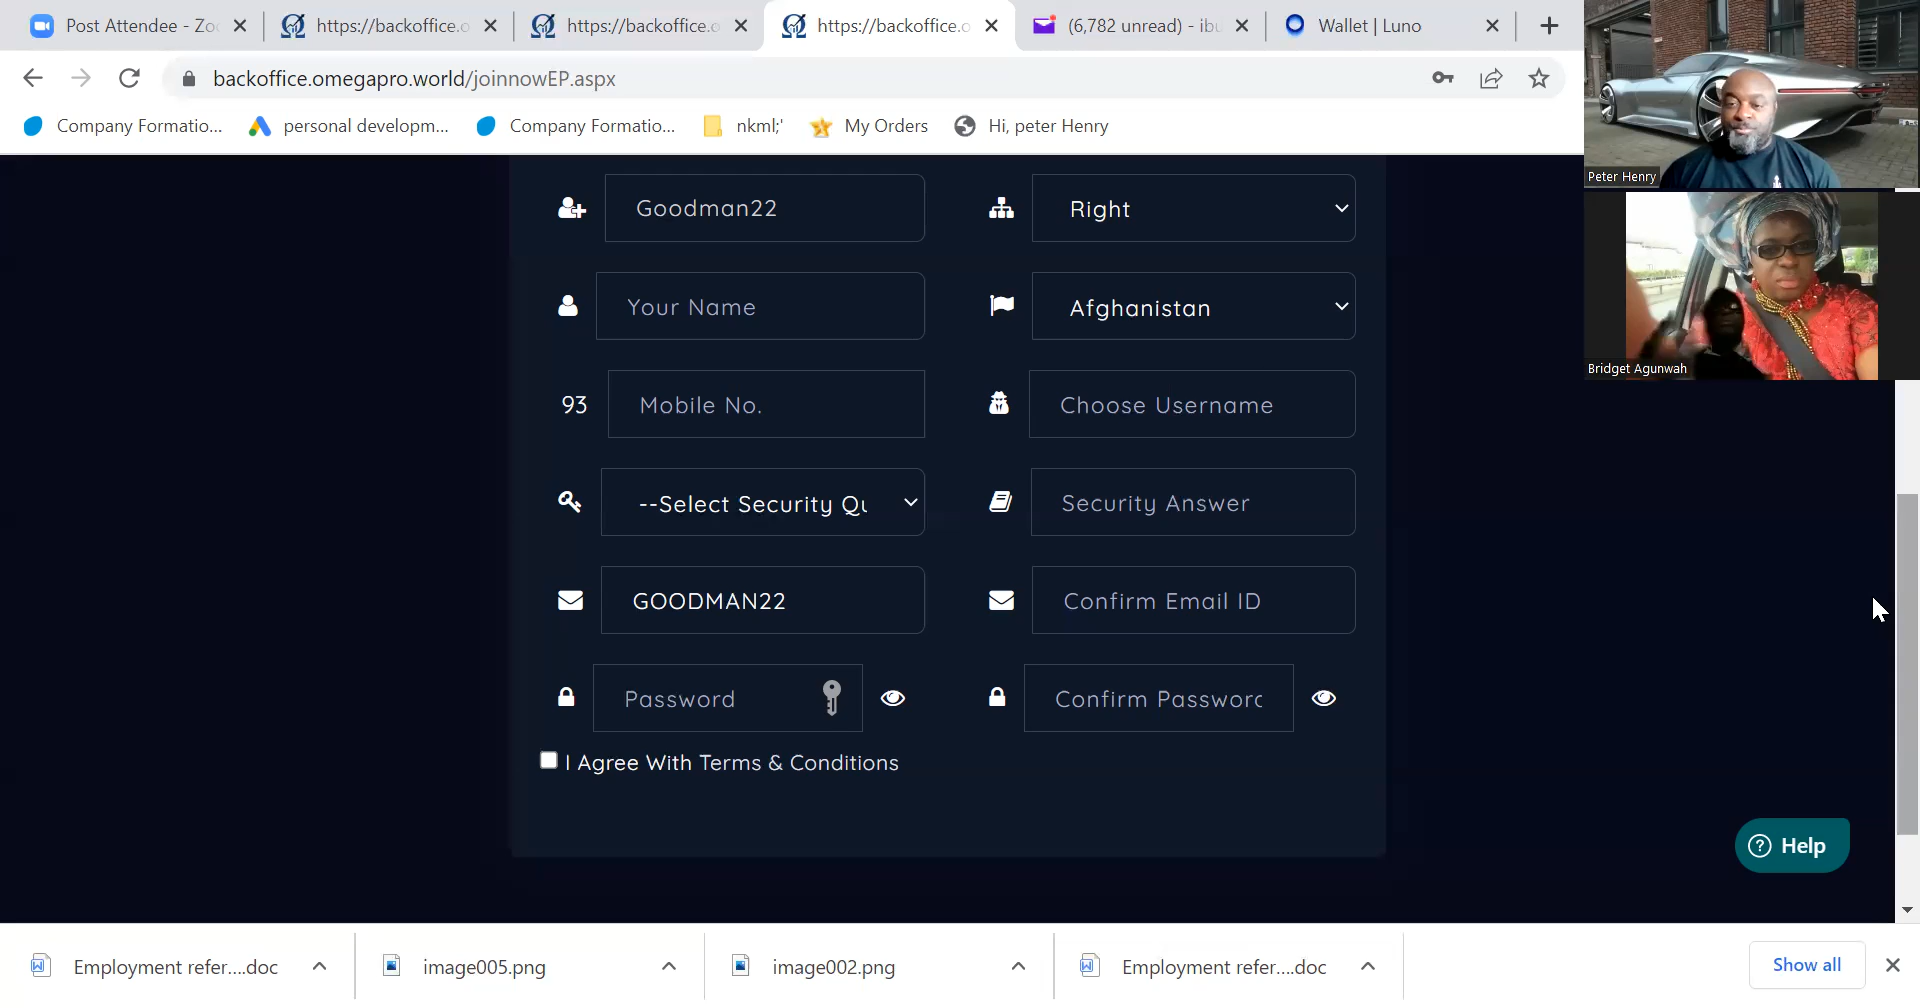 Post Attendee - Zo
https://backoffice.o
https://backoffice.o
https://backoffice.o
(6,782 unread) - ibu
Wallet | Luno
backoffice.omegapro.world/joinnowEP.aspx
Company Formatio...
personal developm...
Company Formatio...
nkml;'
My Orders
Hi, peter Henry
Peter Henry
Bridget Agunwah
Goodman22
Right
Your Name
Afghanistan
93
Mobile No.
Choose Username
--Select Security Qu
Security Answer
GOODMAN22
Confirm Email ID
Password
Confirm Password
I Agree With Terms & Conditions
? Help
Employment refer....doc
image005.png
image002.png
Employment refer....doc
Show all